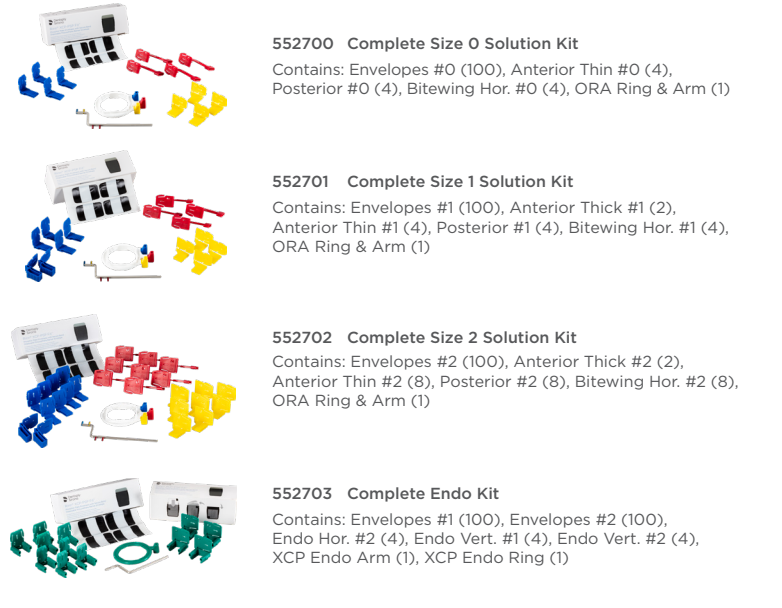 552700 Complete Size 0 Solution Kit
Contains: Envelopes #0 (100), Anterior Thin #0 (4),
Posterior #0 (4), Bitewing Hor. #0 (4), ORA Ring & Arm (1)
552701 Complete Size 1 Solution Kit
Contains: Envelopes #1 (100), Anterior Thick #1 (2),
Anterior Thin #1 (4), Posterior #1 (4), Bitewing Hor. #1 (4),
ORA Ring & Arm (1)
552702 Complete Size 2 Solution Kit
Contains: Envelopes #2 (100), Anterior Thick #2 (2),
Anterior Thin #2 (8), Posterior #2 (8), Bitewing Hor. #2 (8),
ORA Ring & Arm (1)
552703 Complete Endo Kit
Contains: Envelopes #1 (100), Envelopes #2 (100),
Endo Hor. #2 (4), Endo Vert. #1 (4), Endo Vert. #2 (4),
XCP Endo Arm (1), XCP Endo Ring (1)